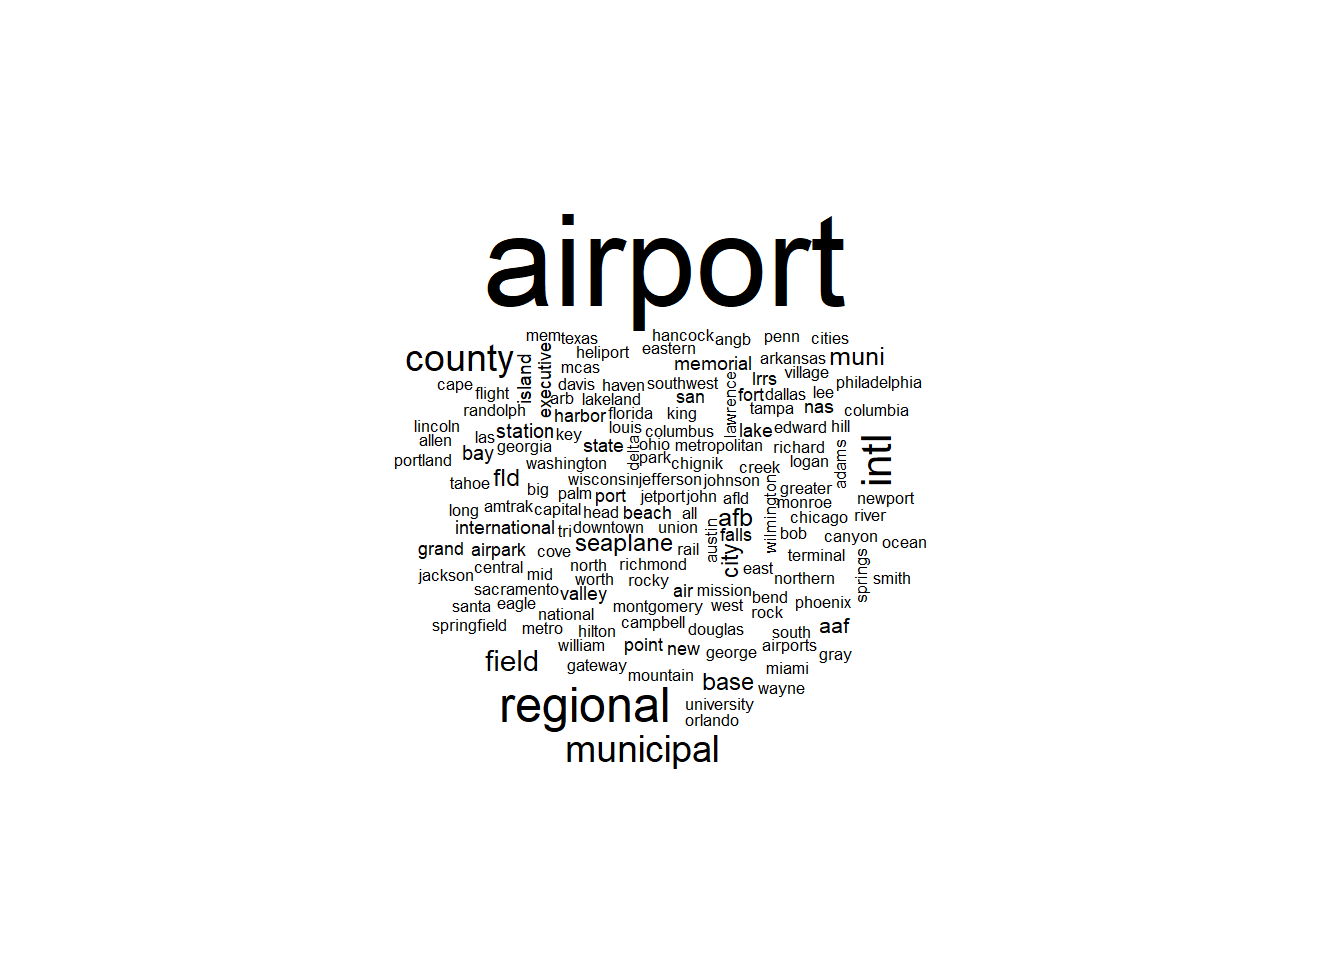 airport
mem texas hancock angb penn cities
county heliport eastern
mcas memorial arkansas muni
island executive
cape flight davis haven southwest lrrs village philadelphia
arb lakeland san lawrence fort dallas lee
randolph harbor florida king tampa nas columbia
lincoln station key louis columbus lake edward hill
allen las georgia state delta ohio metropolitan richard adams intl
portland bay washington park chignik creek logan
tahoe fld big wisconsin jefferson johnson greater
palm port jetport john afld monroe newport
long amtrak capital head beach all afb wilmington chicago river
international tri downtown union austin falls bob canyon ocean
grand airpark cove seaplane rail city terminal
jackson central mid north richmond east northern springs smith
worth rocky
sacramento valley air mission bend phoenix
santa eagle national montgomery west rock
springfield metro hilton campbell douglas south aaf
william point new george airports gray
field gateway mountain miami
base wayne
regional university
orlando
municipal